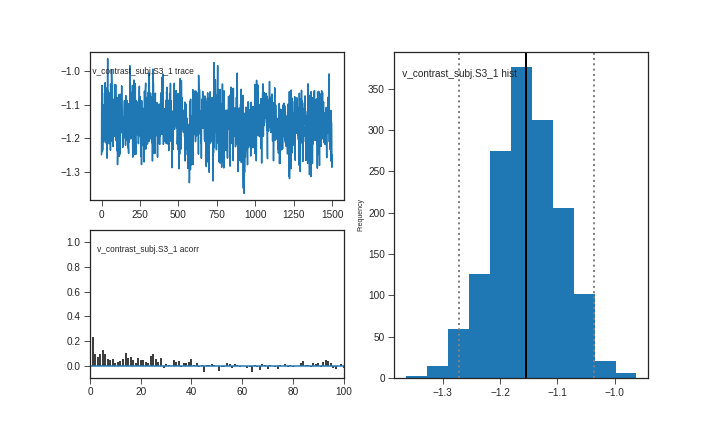 v_contrast_subj.S3_1 trace
−1.0
−1.1
−1.2
−1.3
0 250 500 750 1000 1250 1500
v_contrast_subj.S3_1 acorr
1.0
0.8
0.6
0.4
0.2
0.0
0 20 40 60 80 100
v_contrast_subj.S3_1 hist
Frequency
350
300
250
200
150
100
50
0
−1.3 −1.2 −1.1 −1.0